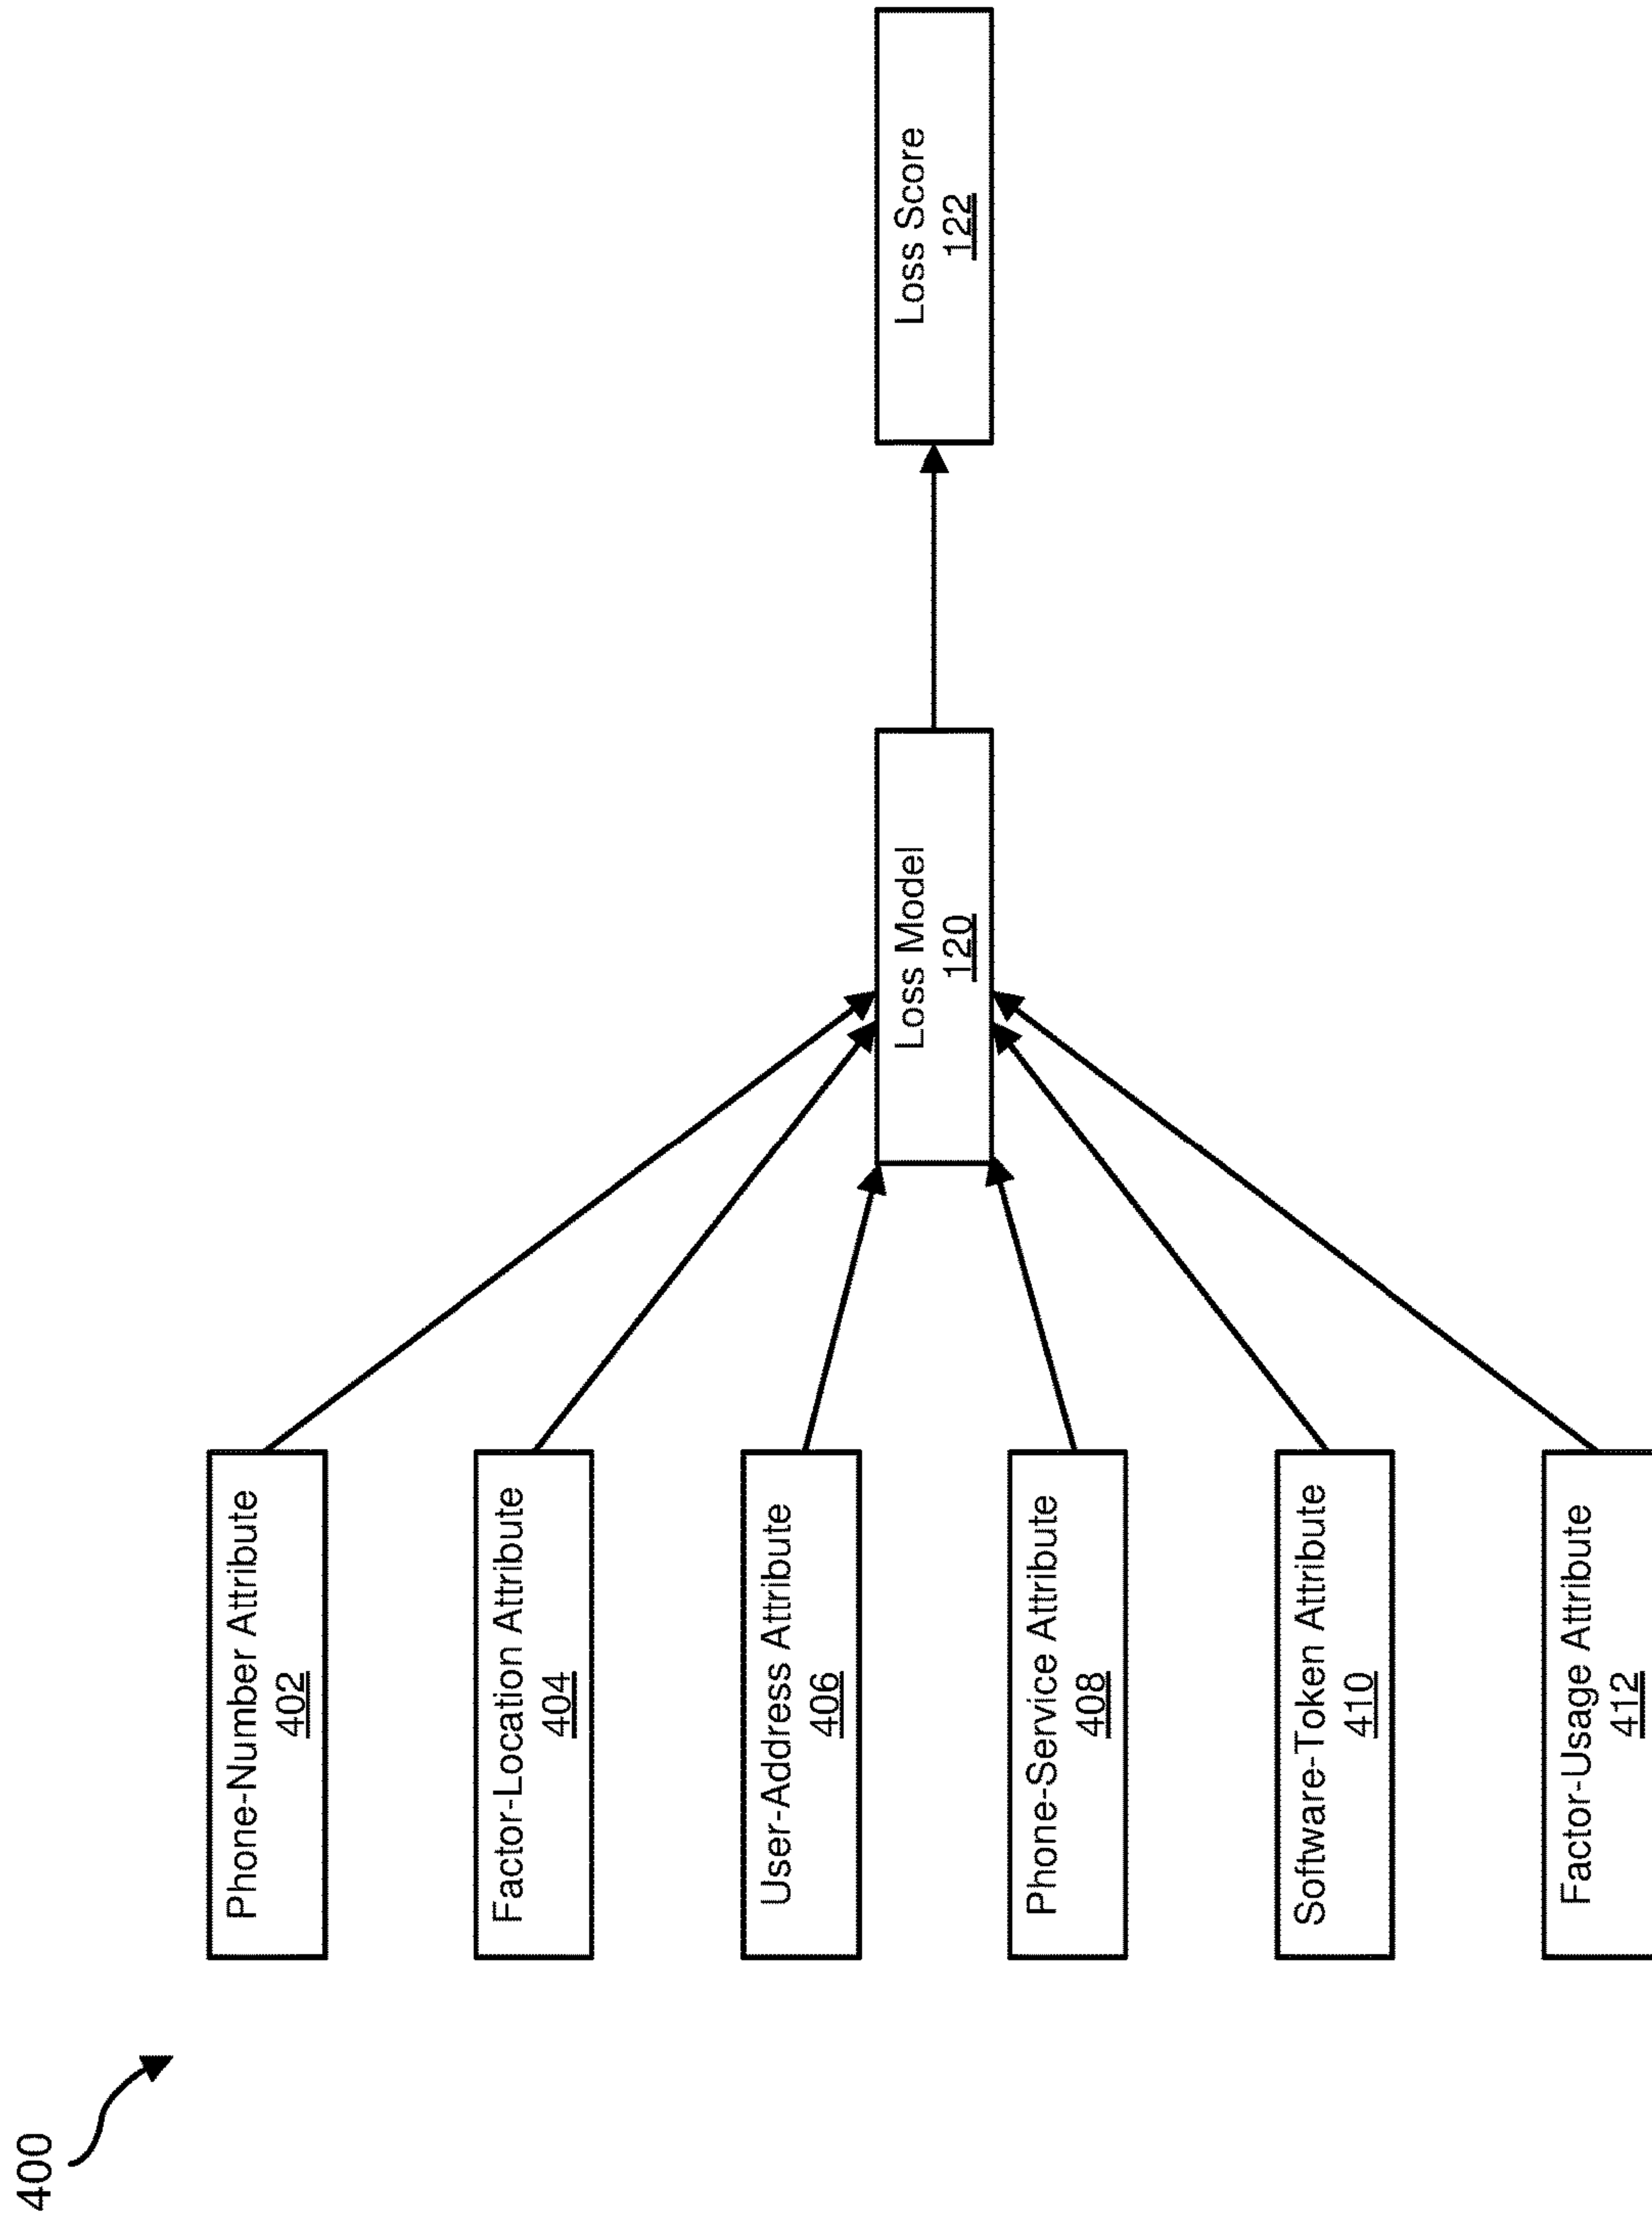 400
Phone-Number Attribute
402
Factor-Location Attribute
404
User-Address Attribute
406
Phone-Service Attribute
408
Software-Token Attribute
410
Factor-Usage Attribute
412
Loss Model
120
Loss Score
122